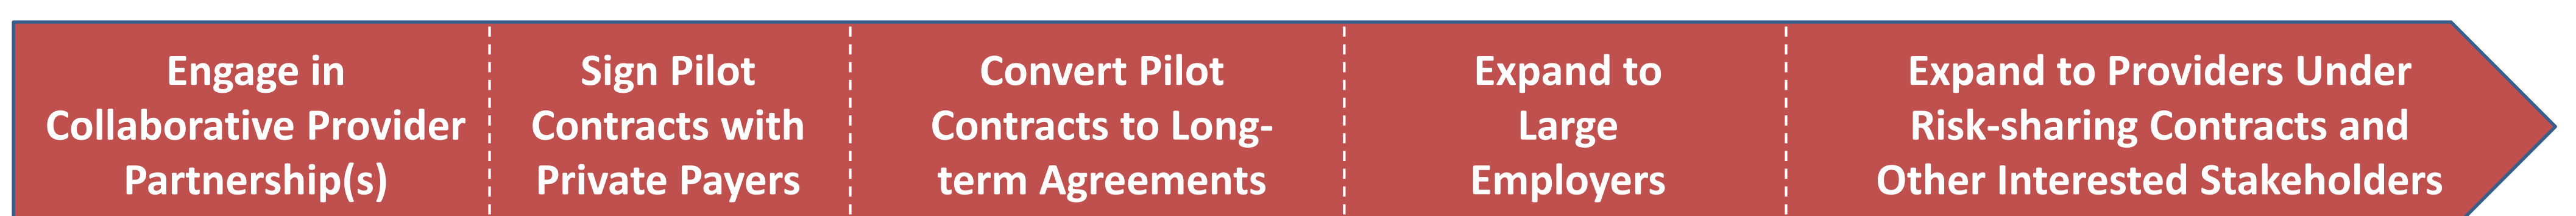 Engage in
Collaborative Provider
Partnership(s)
Sign Pilot
Contracts with
Private Payers
Convert Pilot
Contracts to Long-
term Agreements
Expand to
Large
Employers
Expand to Providers Under
Risk-sharing Contracts and
Other Interested Stakeholders